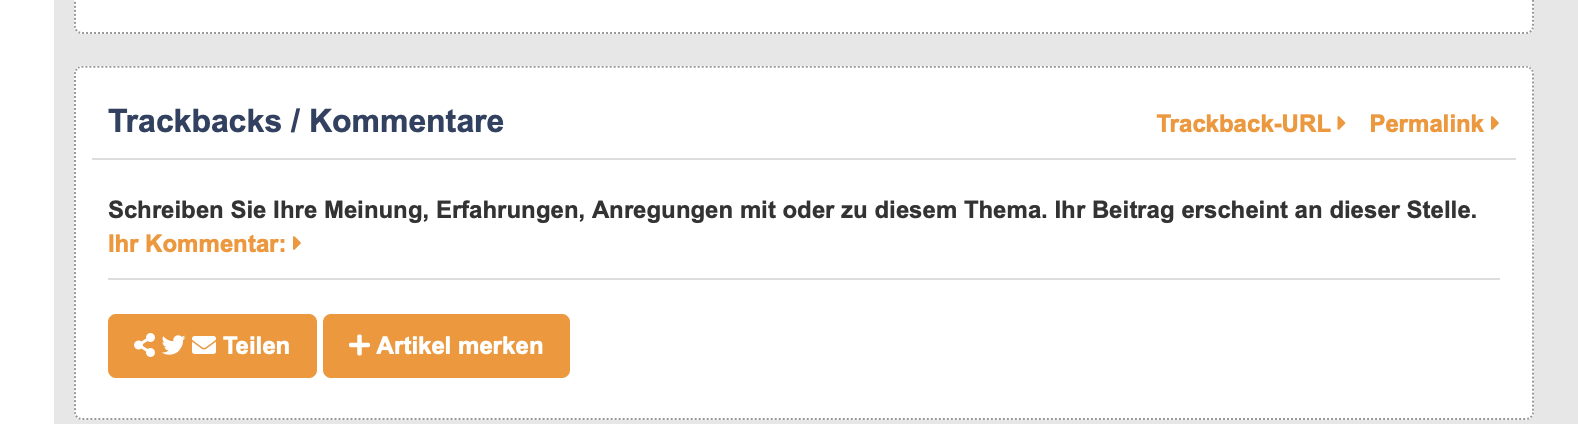 Trackbacks / Kommentare
Trackback-URL Permalink
Schreiben Sie Ihre Meinung, Erfahrungen, Anregungen mit oder zu diesem Thema. Ihr Beitrag erscheint an dieser Stelle.
Ihr Kommentar:
Teilen
Artikel merken